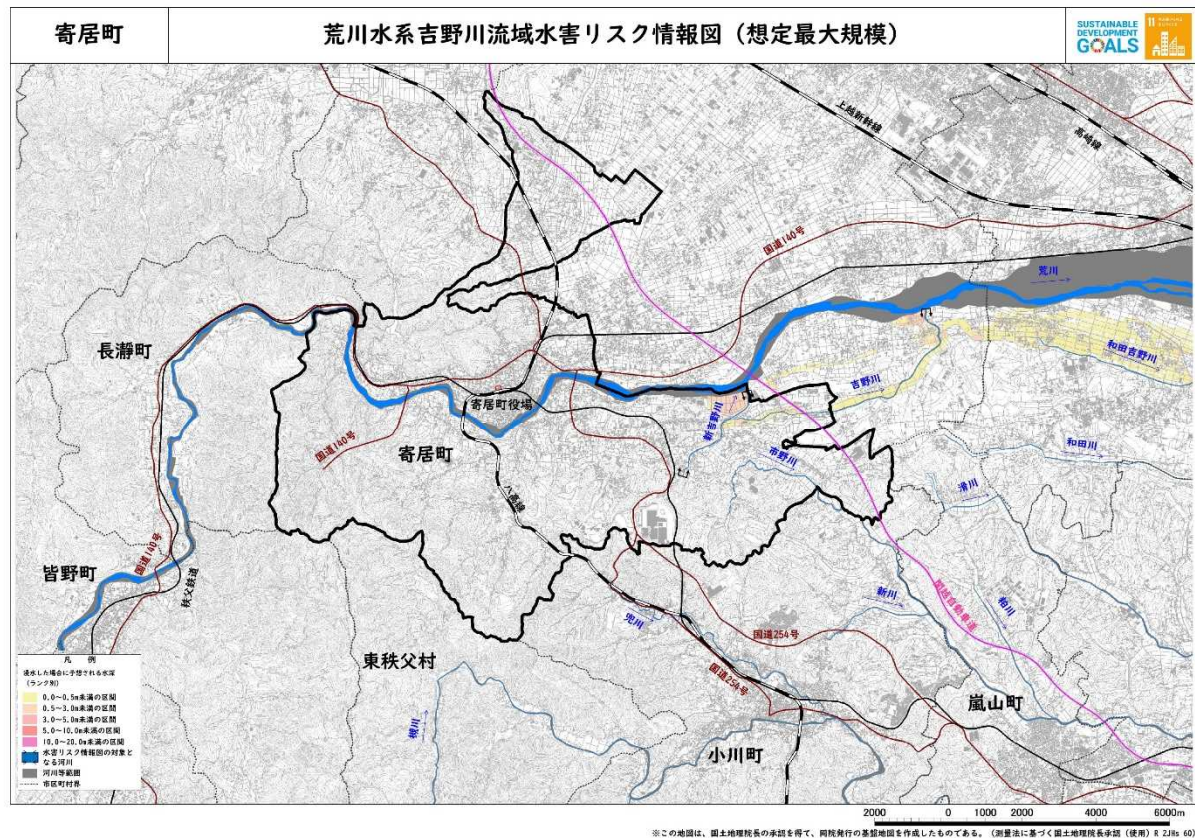 寄居町
荒川水系吉野川流域水害リスク情報図（想定最大規模）
SUSTAINABLE
DEVELOPMENT
GOALS
11
上越新幹線
高崎線
国道140号
荒川
長瀞町
和田吉野川
吉野川
寄居町役場
新吉野川
国道140号
寄居町
市野川
和田川
滑川
八高線
皆野町
国道140号
秩父鉄道
関越自動車道
粕川
新川
兜川
国道254号
東秩父村
国道254号
嵐山町
槻川
小川町
凡 例
浸水した場合に予想される水深
（ランク別）
0.0～0.5m未満の区間
0.5～3.0m未満の区間
3.0～5.0m未満の区間
5.0～10.0m未満の区間
10.0～20.0m未満の区間
水害リスク情報図の対象と
なる河川
河川等範囲
市区町村界
2000 0 1000 2000 4000 6000m
※この地図は、国土地理院長の承認を得て、同院発行の基盤地図を作成したものである。（測量法に基づく国土地理院長承認（使用）R 2JHs 60）